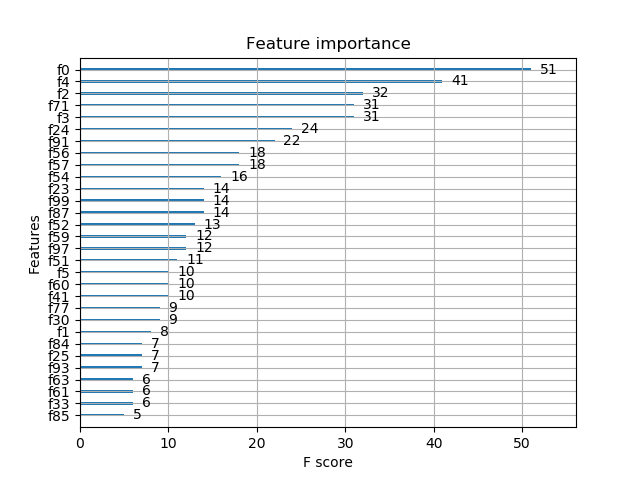 Feature importance
Features
f0 51
f4 41
f2 32
f71 31
f3 31
f24 24
f91 22
f56 18
f57 18
f54 16
f23 14
f99 14
f87 14
f52 13
f59 12
f97 12
f51 11
f5 10
f60 10
f41 10
f77 9
f30 9
f1 8
f84 7
f25 7
f93 7
f63 6
f61 6
f33 6
f85 5
0 10 20 30 40 50
F score